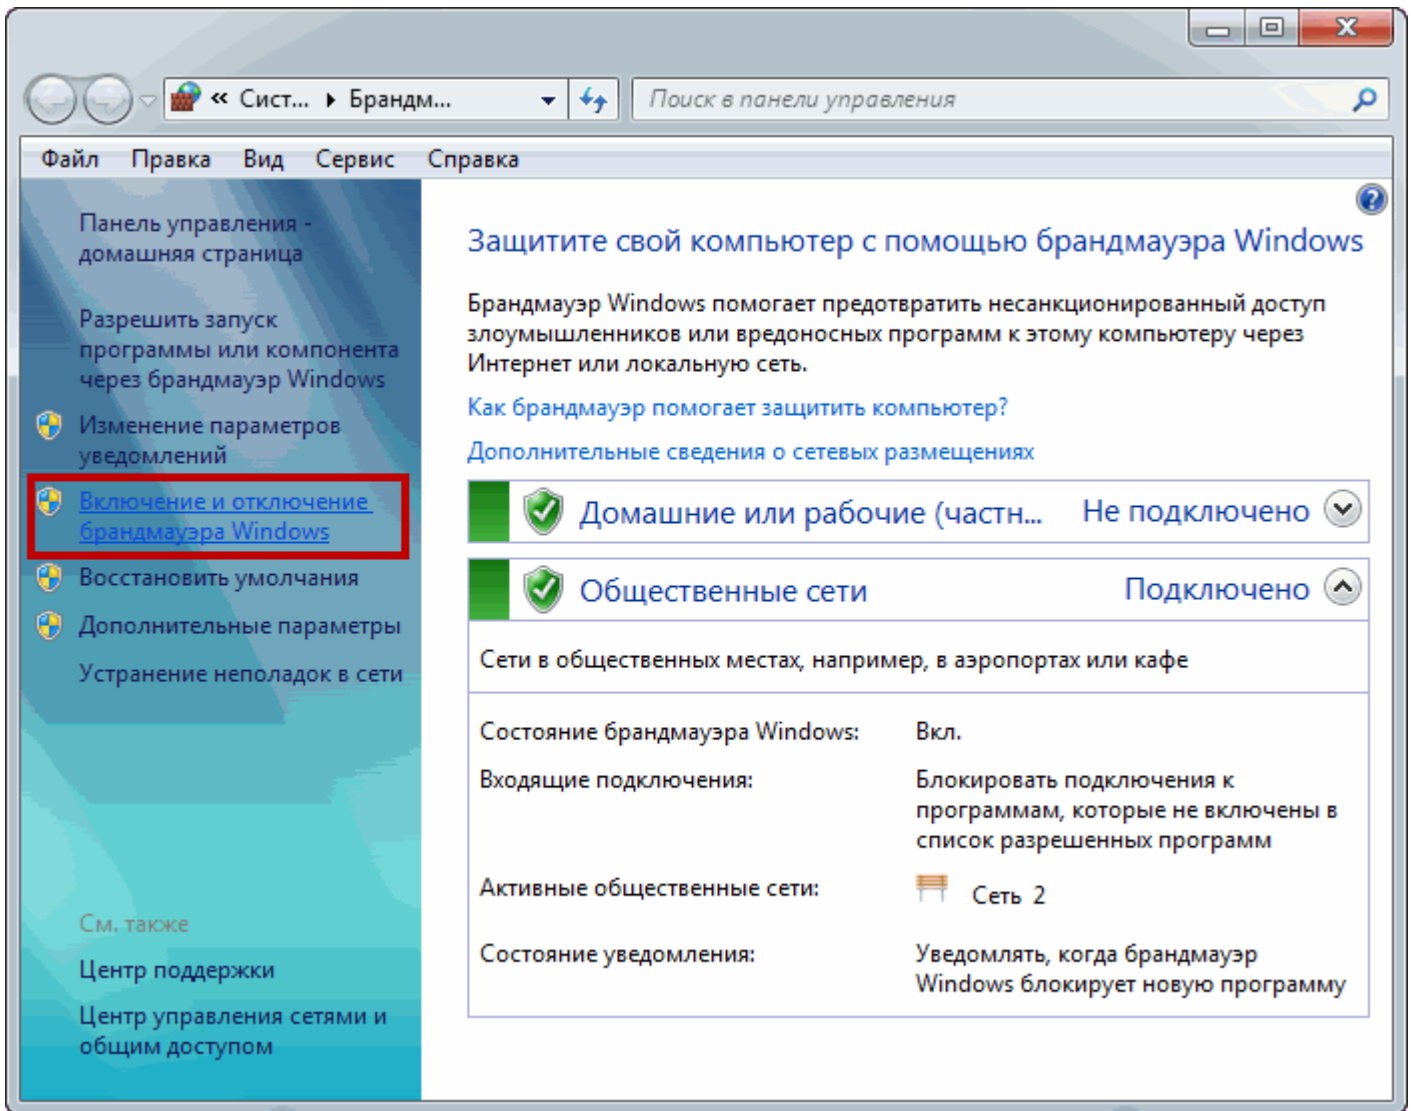 « Сист... Брандм...
Поиск в панели управления
Файл Правка Вид Сервис Справка
Панель управления -
домашняя страница
Разрешить запуск
программы или компонента
через брандмауэр Windows
Изменение параметров
уведомлений
Включение и отключение
брандмауэра Windows
Восстановить умолчания
Дополнительные параметры
Устранение неполадок в сети
См. также
Центр поддержки
Центр управления сетями и
общим доступом
Защитите свой компьютер с помощью брандмауэра Windows
Брандмауэр Windows помогает предотвратить несанкционированный доступ
злоумышленников или вредоносных программ к этому компьютеру через
Интернет или локальную сеть.
Как брандмауэр помогает защитить компьютер?
Дополнительные сведения о сетевых размещениях
Домашние или рабочие (частн... Не подключено
Общественные сети Подключено
Сети в общественных местах, например, в аэропортах или кафе
Состояние брандмауэра Windows: Вкл.
Входящие подключения: Блокировать подключения к
программам, которые не включены в
список разрешенных программ
Активные общественные сети: Сеть 2
Состояние уведомления: Уведомлять, когда брандмауэр
Windows блокирует новую программу